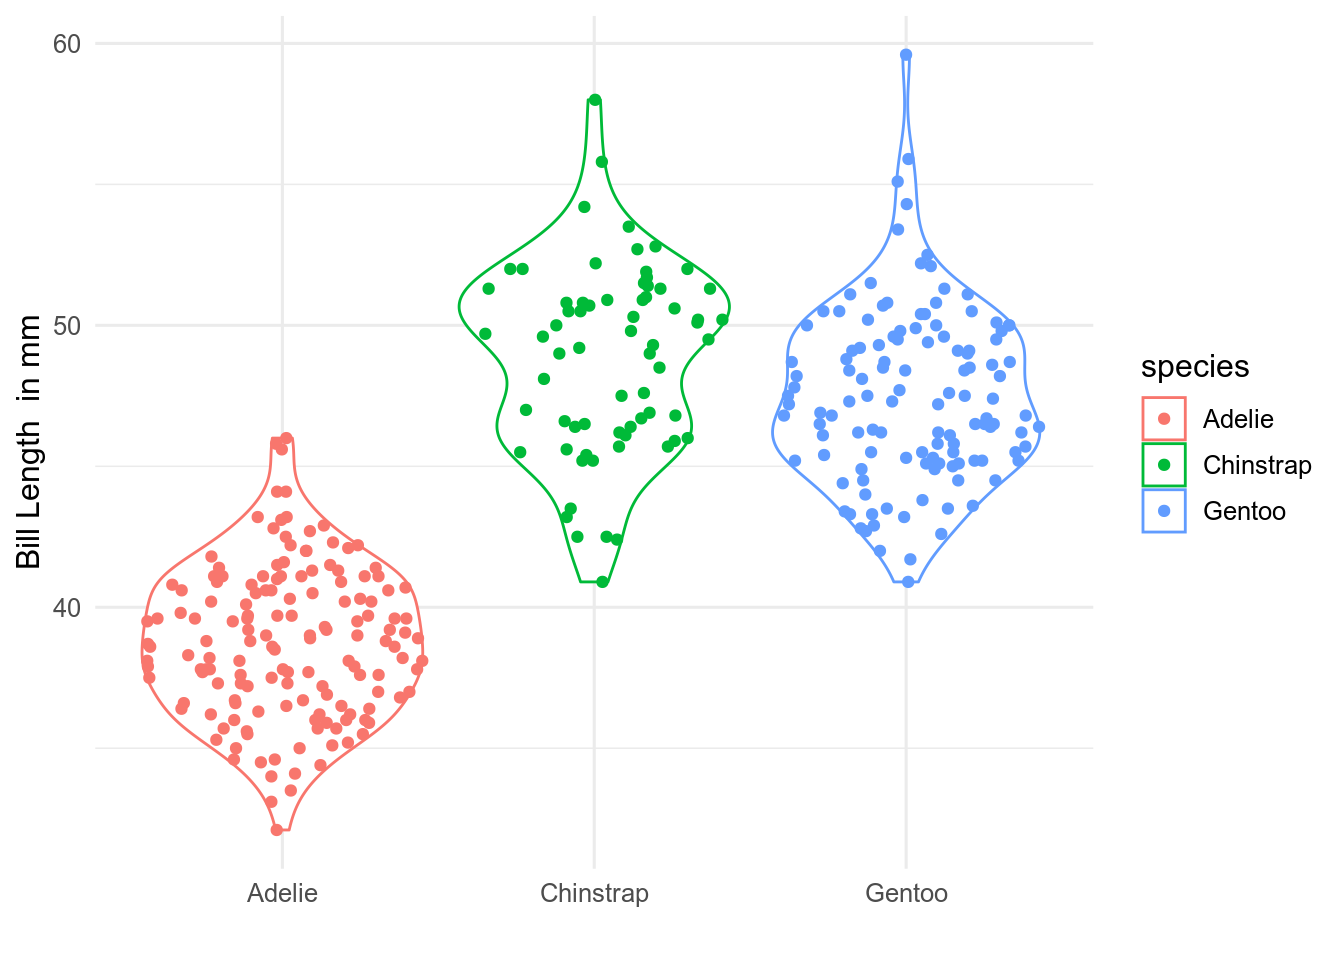 60
50
40
Bill Length  in mm
Adelie
Chinstrap
Gentoo
species
Adelie
Chinstrap
Gentoo